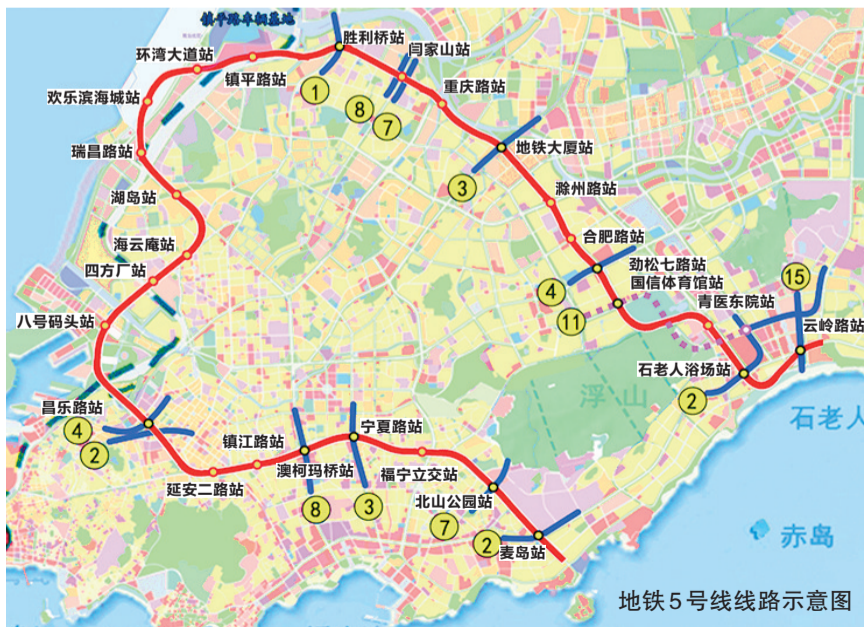 镇平路车辆基地
胜利桥站
环湾大道站
闫家山站
镇平路站
欢乐滨海城站
1
8
7
重庆路站
瑞昌路站
地铁大厦站
3
湖岛站
滁州路站
海云庵站
合肥路站
四方厂站
劲松七路站
国信体育馆站
15
4
青医东院站
11
八号码头站
云岭路站
石老人浴场站
2
昌乐路站
浮山
石老人
4
2
镇江路站
宁夏路站
澳柯玛桥站
福宁立交站
延安二路站
北山公园站
8
3
7
2
麦岛站
赤岛
地铁5号线线路示意图